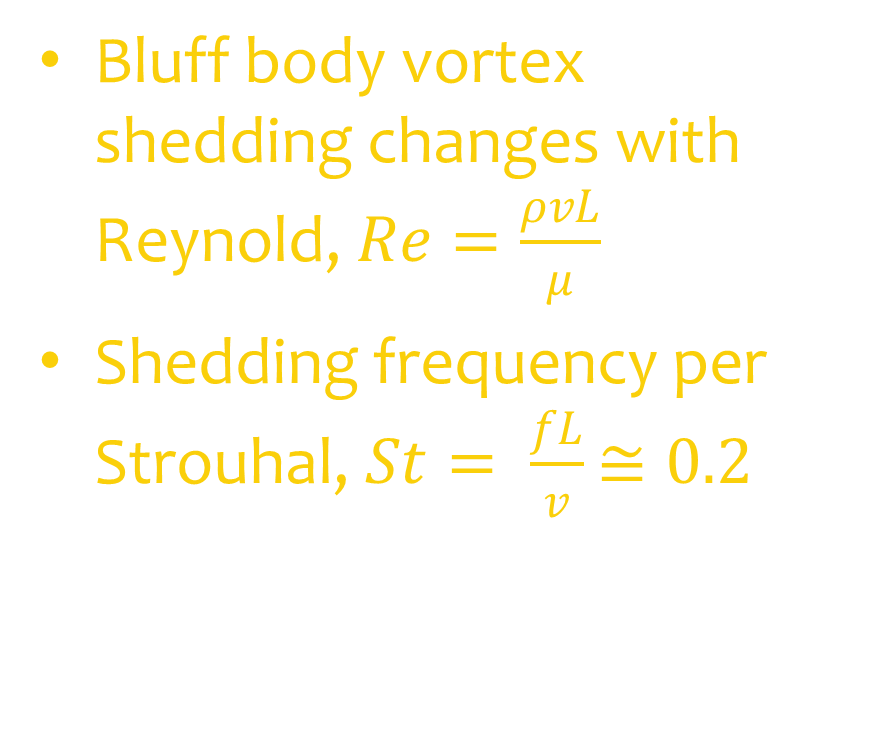 • Bluff body vortex
shedding changes with
Reynold, Re = ρvL/μ
• Shedding frequency per
Strouhal, St = fL/v ≅ 0.2